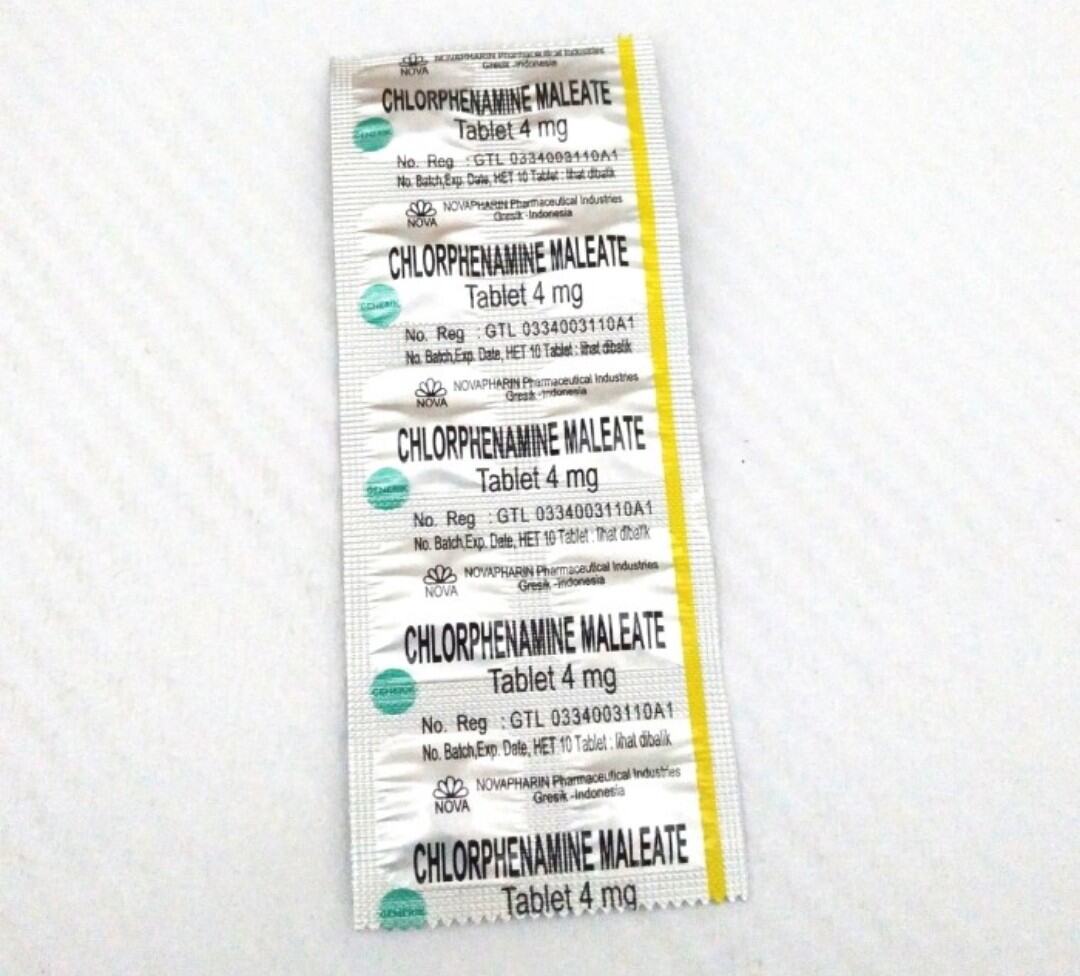 NOVAPHARIN Pharmaceutical Industries
Gresik -Indonesia
NOVA
CHLORPHENAMINE MALEATE
Tablet 4 mg
GENERIK
No. Reg : GTL 0334003110A1
No. Batch,Exp. Date, HET 10 Tablet : lihat dibalik
NOVAPHARIN Pharmaceutical Industries
Gresik -Indonesia
NOVA
CHLORPHENAMINE MALEATE
Tablet 4 mg
GENERIK
No. Reg : GTL 0334003110A1
No. Batch,Exp. Date, HET 10 Tablet : lihat dibalik
NOVAPHARIN Pharmaceutical Industries
Gresik -Indonesia
NOVA
CHLORPHENAMINE MALEATE
Tablet 4 mg
GENERIK
No. Reg : GTL 0334003110A1
No. Batch,Exp. Date, HET 10 Tablet : lihat dibalik
NOVAPHARIN Pharmaceutical Industries
Gresik -Indonesia
NOVA
CHLORPHENAMINE MALEATE
Tablet 4 mg
GENERIK
No. Reg : GTL 0334003110A1
No. Batch,Exp. Date, HET 10 Tablet : lihat dibalik
NOVAPHARIN Pharmaceutical Industries
Gresik -Indonesia
NOVA
CHLORPHENAMINE MALEATE
Tablet 4 mg
GENERIK